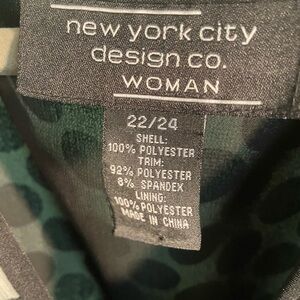 new york city
design co.
WOMAN
22/24
SHELL:
100% POLYESTER
TRIM:
92% POLYESTER
8% SPANDEX
LINING:
100% POLYESTER
MADE IN CHINA